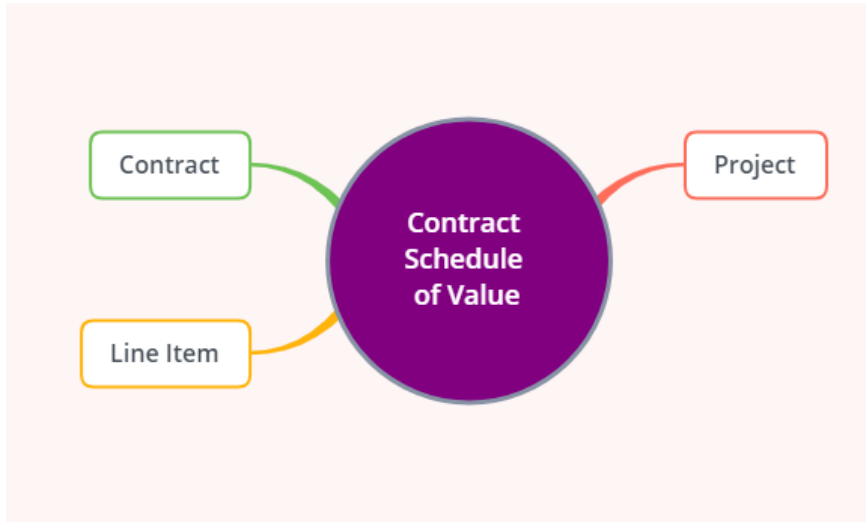 Contract
Project
Contract
Schedule
of Value
Line Item